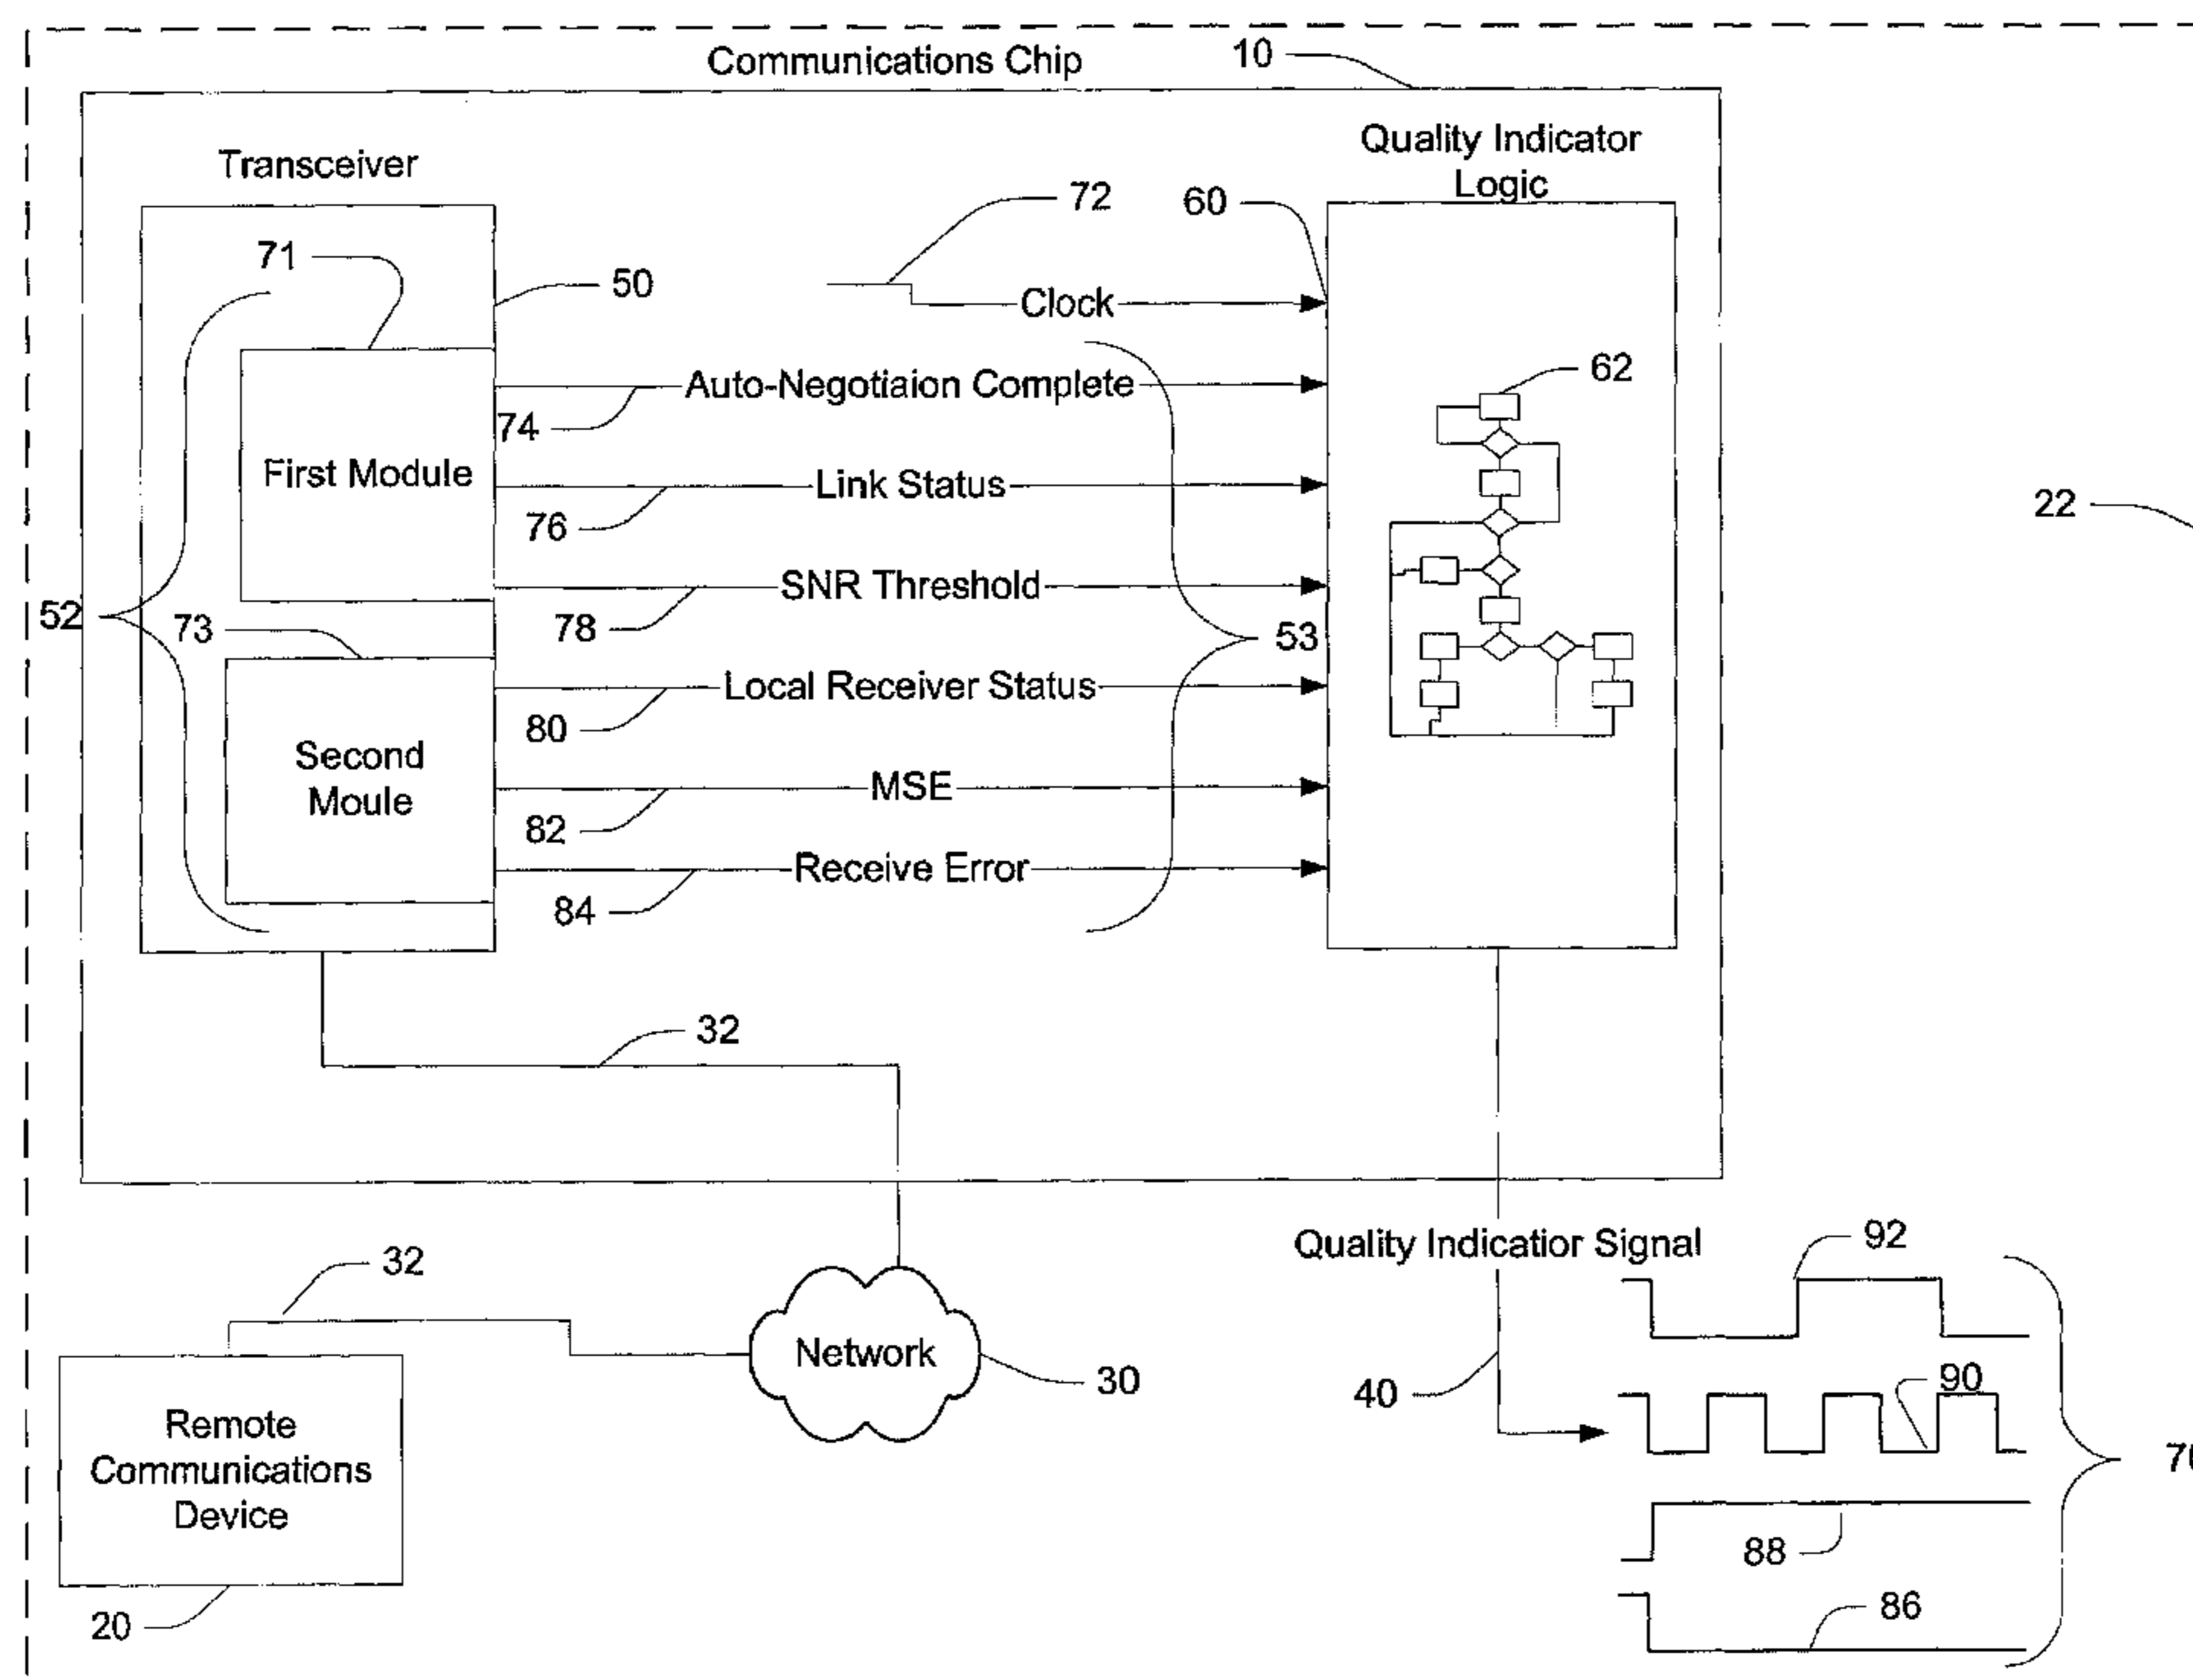 Communications Chip
10
Transceiver
Quality Indicator
Logic
71
50
72
60
Clock
62
Auto-Negotiaion Complete
74
First Module
Link Status
76
22
SNR Threshold
78
52
73
53
Local Receiver Status
80
Second
Moule
MSE
82
Receive Error
84
32
Quality Indicatior Signal
92
32
Network
30
40
90
Remote
Communications
Device
88
86
20